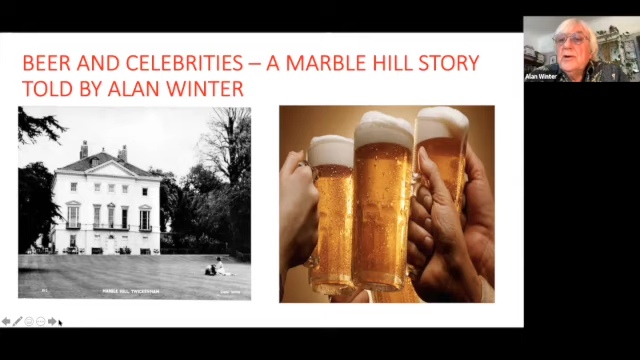 BEER AND CELEBRITIES – A MARBLE HILL STORY
TOLD BY ALAN WINTER
Alan Winter
MARBLE HILL, TWICKENHAM